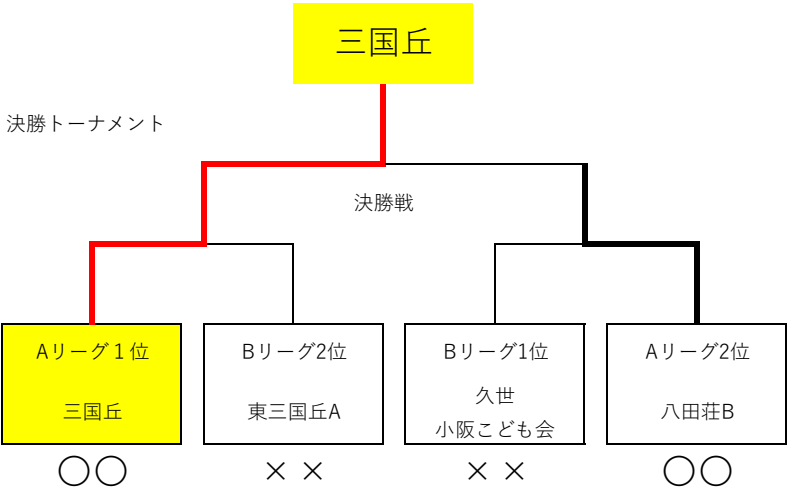 三国丘
決勝トーナメント
決勝戦
Aリーグ１位
三国丘
Bリーグ2位
東三国丘A
Bリーグ1位
久世
小阪こども会
Aリーグ2位
八田荘B
〇〇
××
××
〇〇